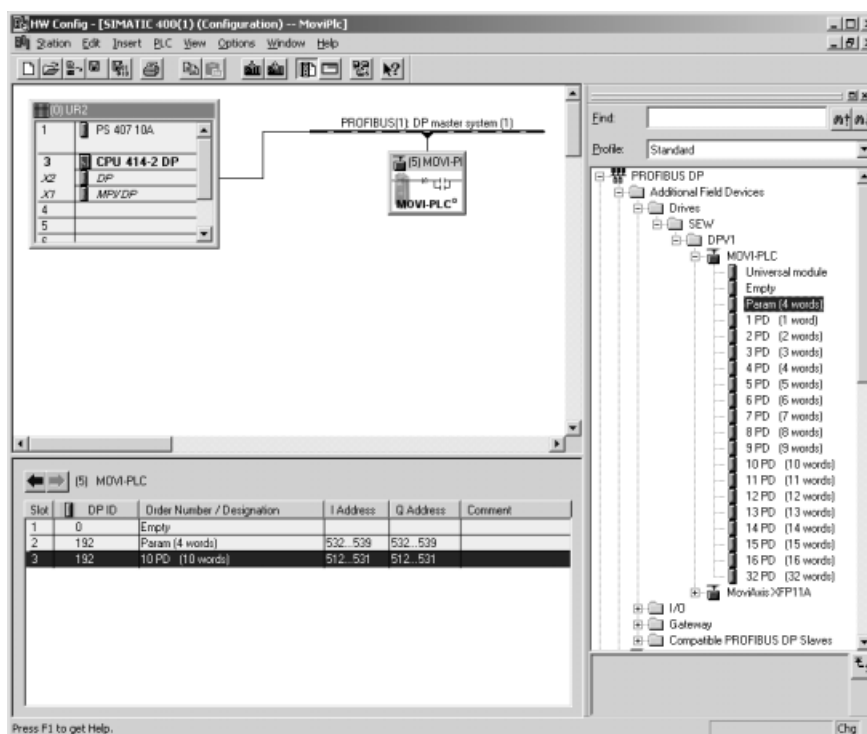 HW Config - [SIMATIC 400(1) (Configuration) -- MoviPlc]
Station Edit Insert PLC View Options Window Help
(0) UR2
1 PS 407 10A
3 CPU 414-2 DP
X2 DP
X1 MPI/DP
4
5
6
PROFIBUS(1): DP master system (1)
(5) MOVI-Pl
MOVI-PLC
Find:
Profile: Standard
PROFIBUS DP
Additional Field Devices
Drives
SEW
DPV1
MOVI-PLC
Universal module
Empty
Param (4 words)
1 PD (1 word)
2 PD (2 words)
3 PD (3 words)
4 PD (4 words)
5 PD (5 words)
6 PD (6 words)
7 PD (7 words)
8 PD (8 words)
9 PD (9 words)
10 PD (10 words)
11 PD (11 words)
12 PD (12 words)
13 PD (13 words)
14 PD (14 words)
15 PD (15 words)
16 PD (16 words)
32 PD (32 words)
MoviAxis XFP11A
I/O
Gateway
Compatible PROFIBUS DP Slaves
(5) MOVI-PLC
Slot DP ID Order Number / Designation I Address Q Address Comment
1 0 Empty
2 192 Param (4 words) 532...539 532...539
3 192 10 PD (10 words) 512...531 512...531
Press F1 to get Help.
Chg